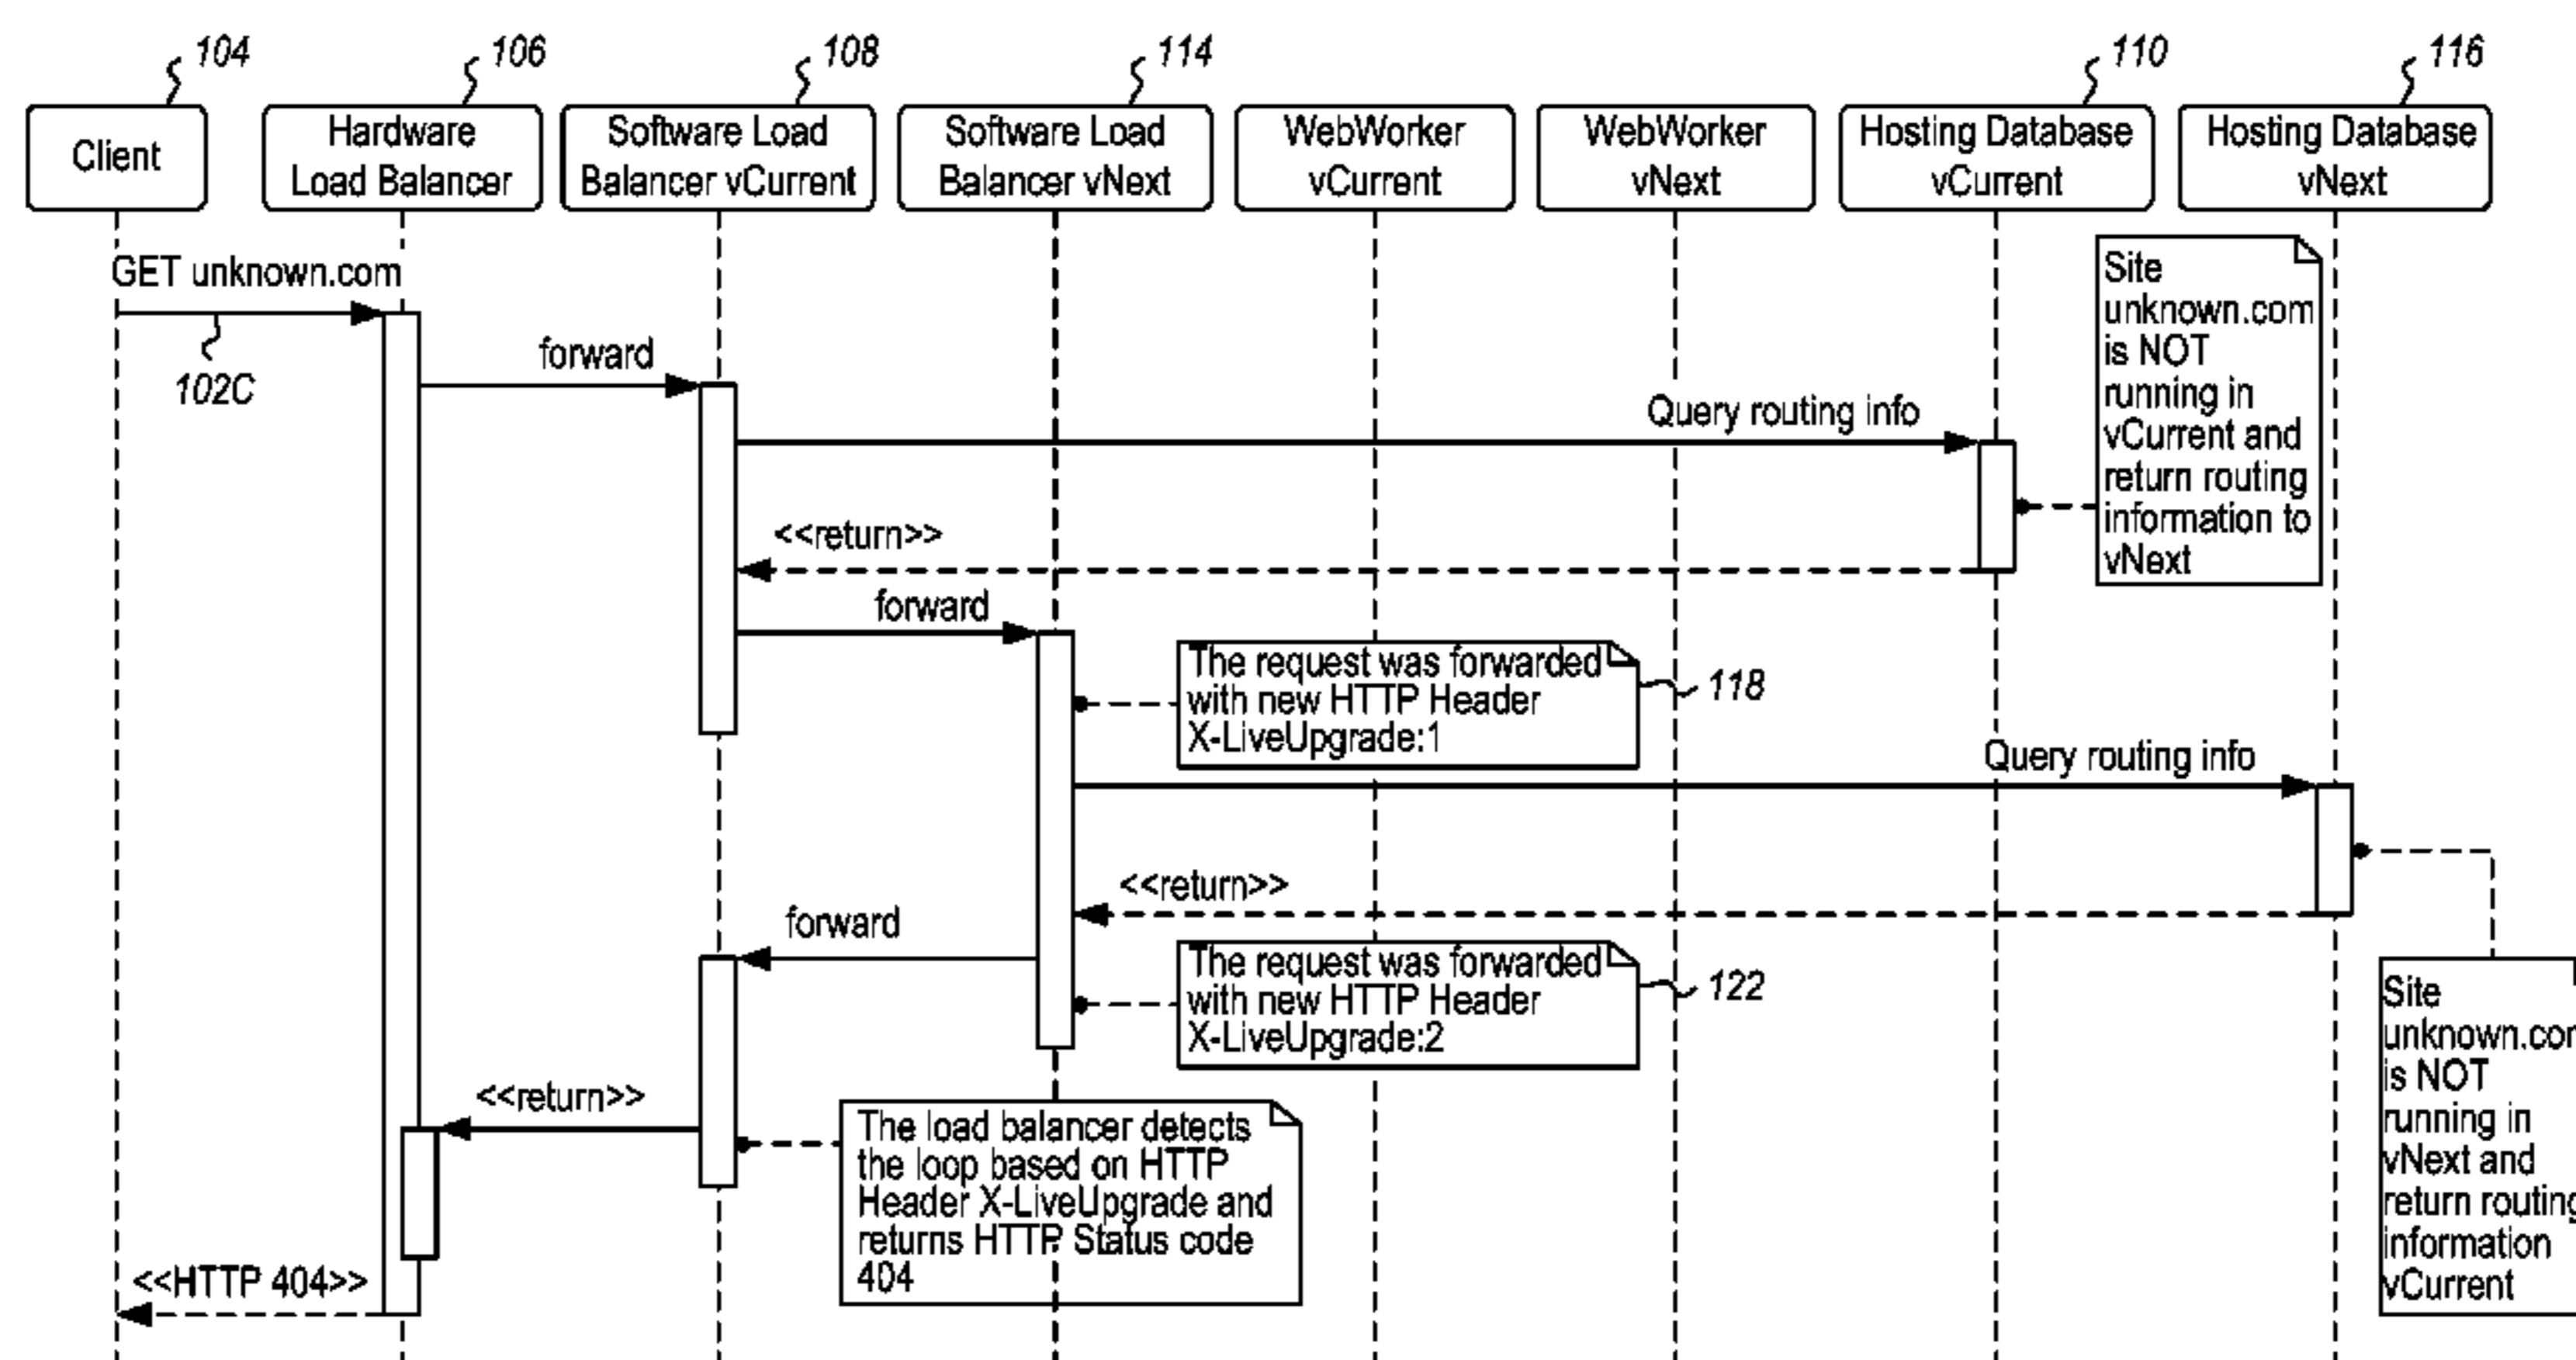 104
106
108
114
110
116
Client
Hardware
Load Balancer
Software Load
Balancer vCurrent
Software Load
Balancer vNext
WebWorker
vCurrent
WebWorker
vNext
Hosting Database
vCurrent
Hosting Database
vNext
GET unknown.com
102C
forward
Query routing info
Site
unknown.com
is NOT
running in
vCurrent and
return routing
information to
vNext
<<return>>
forward
The request was forwarded
with new HTTP Header
X-LiveUpgrade:1
118
Query routing info
<<return>>
forward
The request was forwarded
with new HTTP Header
X-LiveUpgrade:2
122
Site
is NOT
running in
vNext and
return routing
information
vCurrent
<<return>>
The load balancer detects
the loop based on HTTP
Header X-LiveUpgrade and
returns HTTP Status code
404
<<HTTP 404>>